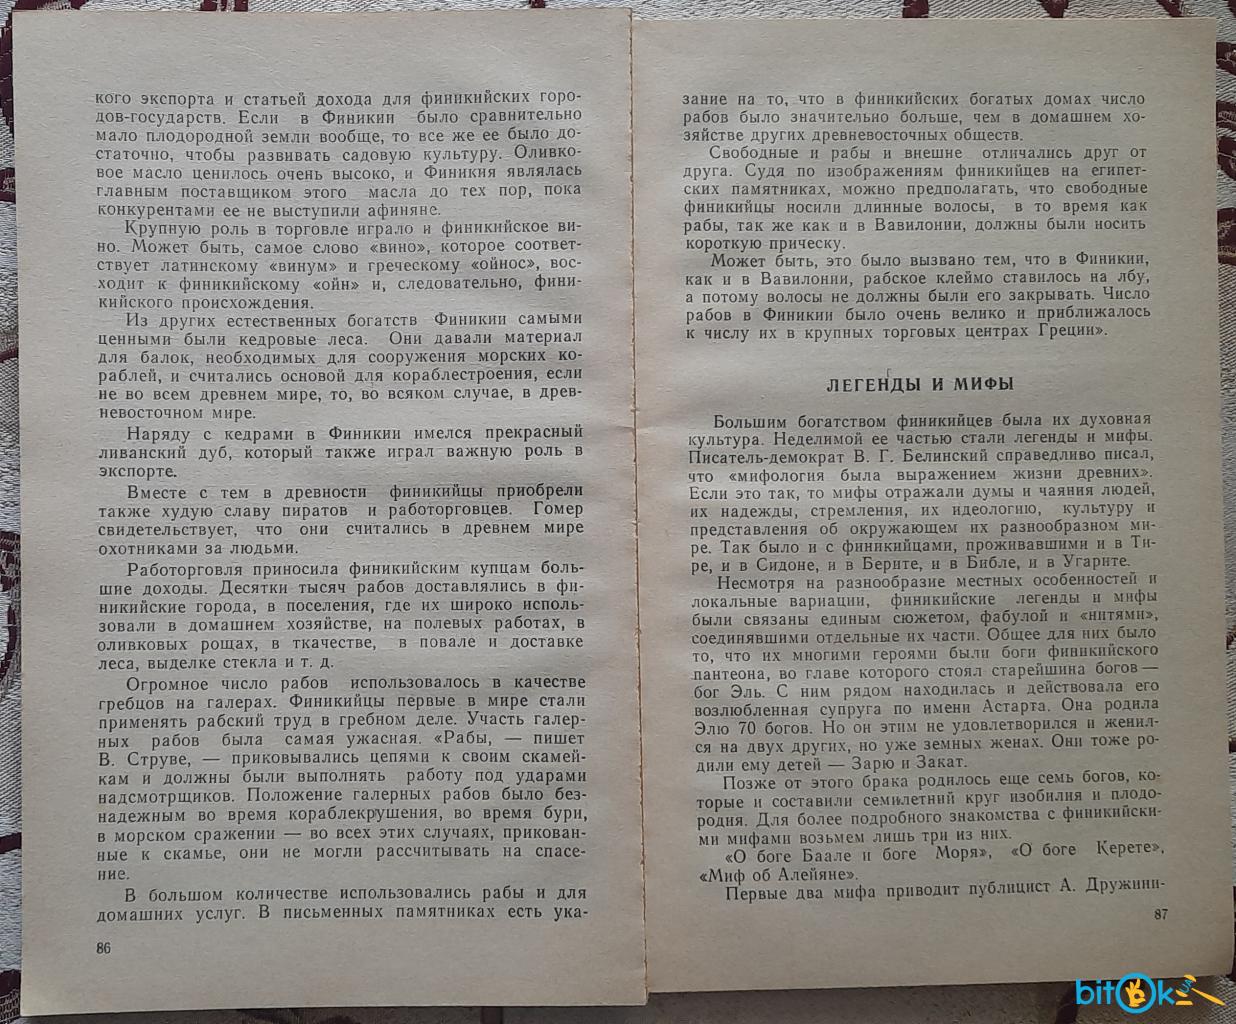 кого экспорта и статьей дохода для финикийских горо-
дов-государств. Если в Финикии было сравнительно
мало плодородной земли вообще, то все же ее было до-
статочно, чтобы развивать садовую культуру. Оливко-
вое масло ценилось очень высоко, и Финикия являлась
главным поставщиком этого масла до тех пор, пока
конкурентами ее не выступили афиняне.
Крупную роль в торговле играло и финикийское ви-
но. Может быть, самое слово «вино», которое соответ-
ствует латинскому «винум» и греческому «ойнос», вос-
ходит к финикийскому «ойн» и, следовательно, фини-
кийского происхождения.
Из других естественных богатств Финикии самыми
ценными были кедровые леса. Они давали материал
для балок, необходимых для сооружения морских ко-
раблей, и считались основой для кораблестроения, если
не во всем древнем мире, то, во всяком случае, в древ-
невосточном мире.
Наряду с кедрами в Финикии имелся прекрасный
ливанский дуб, который также играл важную роль в
экспорте.
Вместе с тем в древности финикийцы приобрели
также худую славу пиратов и работорговцев. Гомер
свидетельствует, что они считались в древнем мире
охотниками за людьми.
Работорговля приносила финикийским купцам боль-
шие доходы. Десятки тысяч рабов доставлялись в фи-
никийские города, в поселения, где их широко исполь-
зовали в домашнем хозяйстве, на полевых работах, в
оливковых рощах, в ткачестве, в повале и доставке
леса, выделке стекла и т. д.
Огромное число рабов использовалось в качестве
гребцов на галерах. Финикийцы первые в мире стали
применять рабский труд в гребном деле. Участь галер-
ных рабов была самая ужасная. «Рабы, — пишет
В. Струве, — приковывались цепями к своим скамей-
кам и должны были выполнять работу под ударами
надсмотрщиков. Положение галерных рабов было без-
надежным во время кораблекрушения, во время бури,
в морском сражении — во всех этих случаях, прикован-
ные к скамье, они не могли рассчитывать на спасе-
ние.
В большом количестве использовались рабы и для
домашних услуг. В письменных памятниках есть ука-
86
зание на то, что в финикийских богатых домах число
рабов было значительно больше, чем в домашнем хо-
зяйстве других древневосточных обществ.
Свободные и рабы и внешне отличались друг от
друга. Судя по изображениям финикийцев на египет-
ских памятниках, можно предполагать, что свободные
финикийцы носили длинные волосы, в то время как
рабы, так же как и в Вавилонии, должны были носить
короткую прическу.
Может быть, это было вызвано тем, что в Финикии,
как и в Вавилонии, рабское клеймо ставилось на лбу,
а потому волосы не должны были его закрывать. Число
рабов в Финикии было очень велико и приближалось
к числу их в крупных торговых центрах Греции».
ЛЕГЕНДЫ И МИФЫ
Большим богатством финикийцев была их духовная
культура. Неделимой ее частью стали легенды и мифы.
Писатель-демократ В. Г. Белинский справедливо писал,
что «мифология была выражением жизни древних».
Если это так, то мифы отражали думы и чаяния людей,
их надежды, стремления, их идеологию, культуру и
представления об окружающем их разнообразном ми-
ре. Так было и с финикийцами, проживавшими и в Ти-
ре, и в Сидоне, и в Берите, и в Библе, и в Угарите.
Несмотря на разнообразие местных особенностей и
локальные вариации, финикийские легенды и мифы
были связаны единым сюжетом, фабулой и «нитями»,
соединявшими отдельные их части. Общее для них было
то, что их многими героями были боги финикийского
пантеона, во главе которого стоял старейшина богов —
бог Эль. С ним рядом находилась и действовала его
возлюбленная супруга по имени Астарта. Она родила
Элю 70 богов. Но он этим не удовлетворился и женил-
ся на двух других, но уже земных женах. Они тоже ро-
дили ему детей — Зарю и Закат.
Позже от этого брака родилось еще семь богов, ко-
торые и составили семилетний круг изобилия и плодо-
родия. Для более подробного знакомства с финикийски-
ми мифами возьмем лишь три из них.
«О боге Баале и боге Моря», «О боге Керете»,
«Миф об Алейяне».
Первые два мифа приводит публицист А. Дружини-
87
bitok.ua